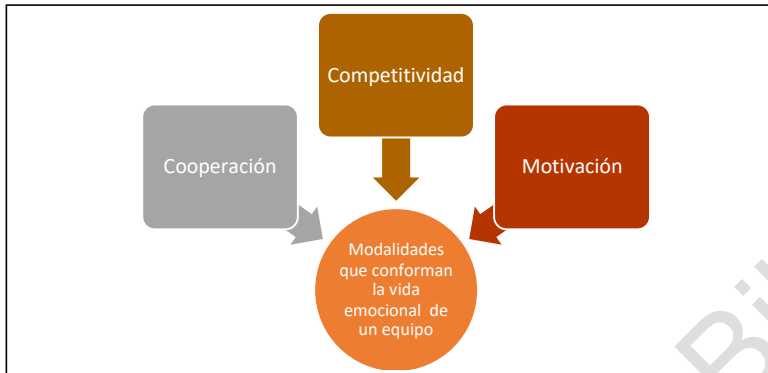 Competitividad
Cooperación
Motivación
Modalidades
que conforman
la vida
emocional de
un equipo